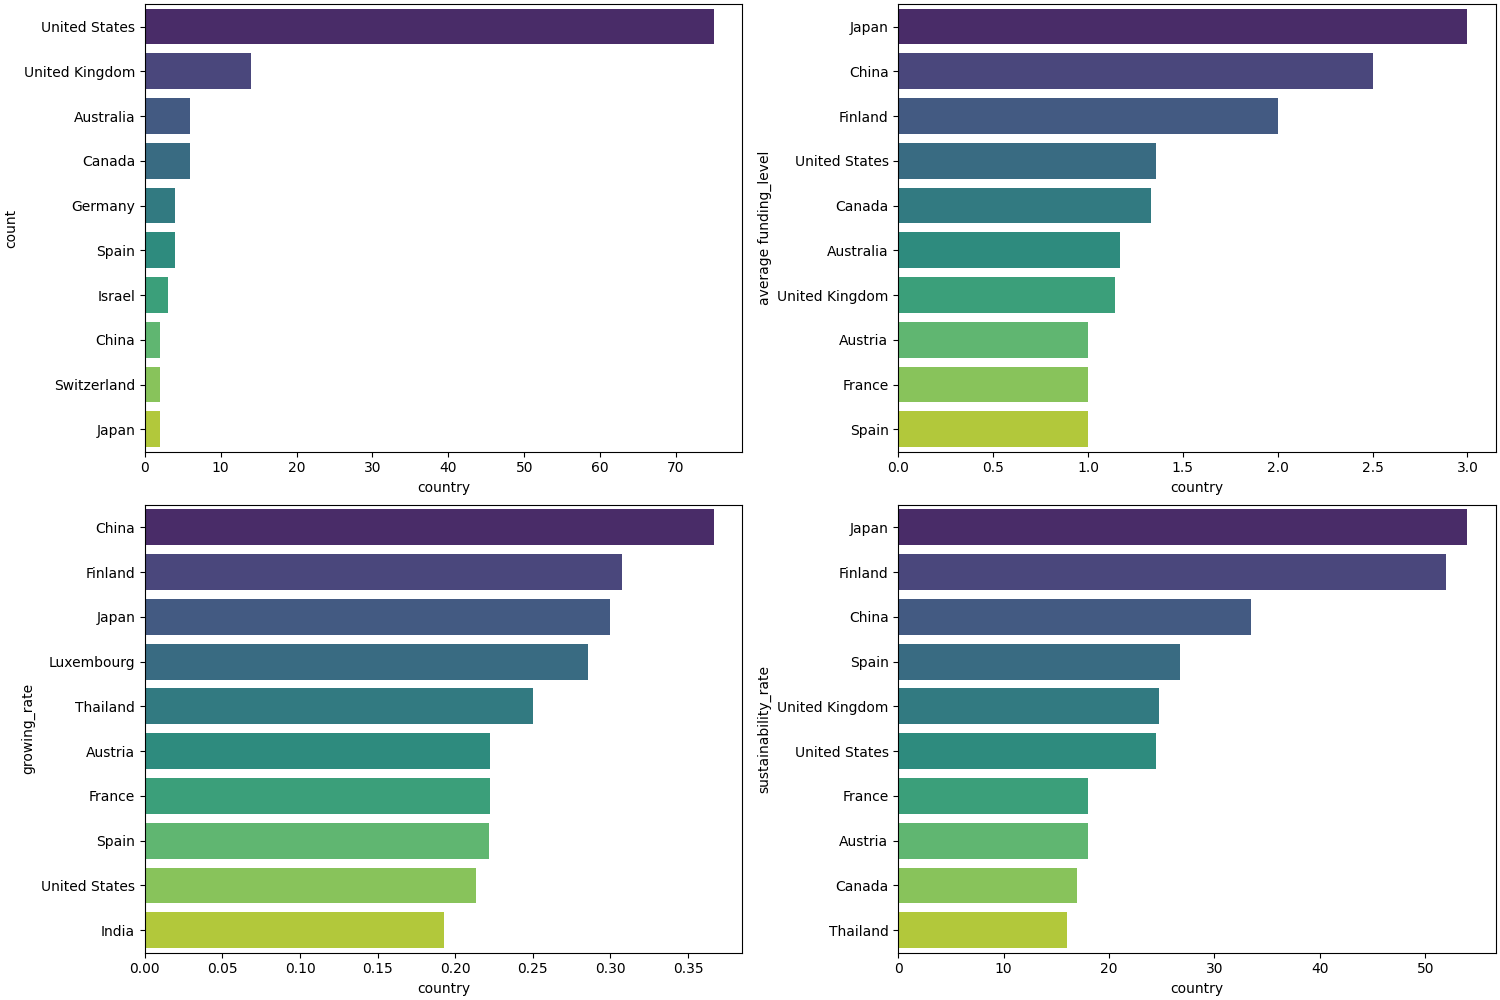 United States
United Kingdom
Australia
Canada
Germany
Spain
Israel
China
Switzerland
Japan
count
0 10 20 30 40 50 60 70
country
Japan
China
Finland
United States
Canada
Australia
United Kingdom
Austria
France
Spain
average funding_level
0.0 0.5 1.0 1.5 2.0 2.5 3.0
country
China
Finland
Japan
Luxembourg
Thailand
Austria
France
Spain
United States
India
growing_rate
0.00 0.05 0.10 0.15 0.20 0.25 0.30 0.35
country
Japan
Finland
China
Spain
United Kingdom
United States
France
Austria
Canada
Thailand
sustainability_rate
0 10 20 30 40 50
country